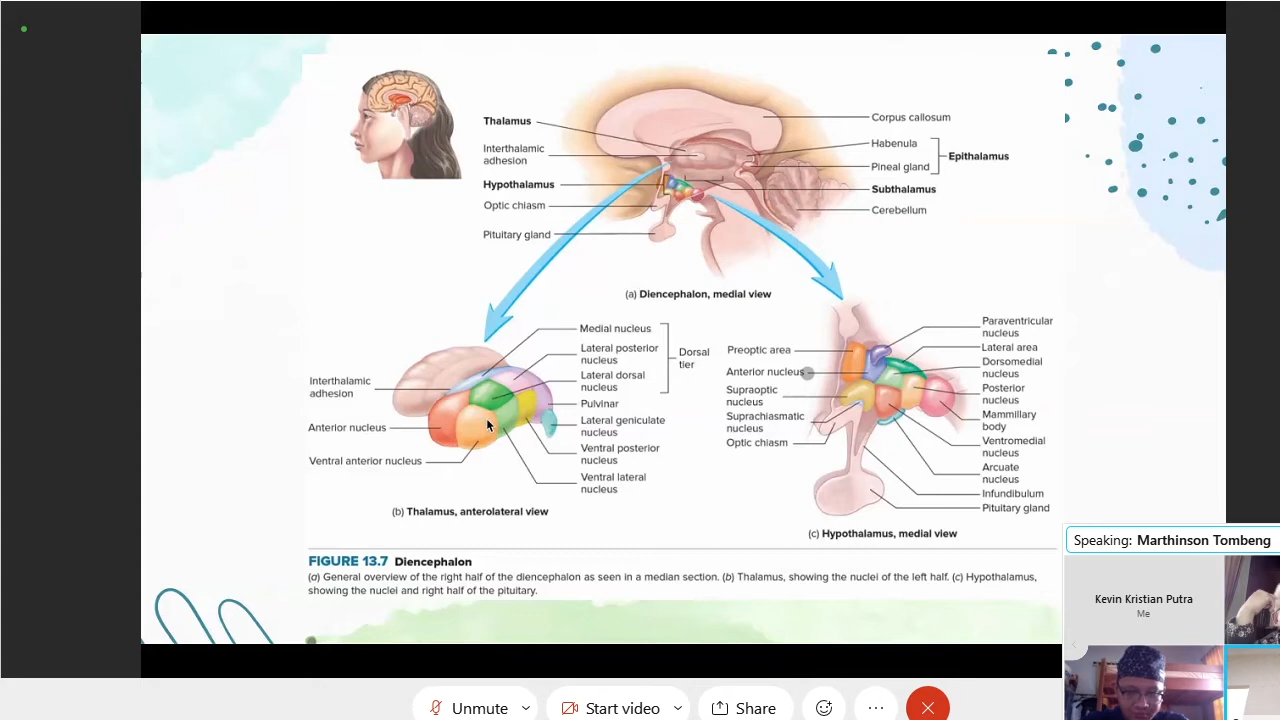 Thalamus
Interthalamic
adhesion
Hypothalamus
Optic chiasm
Pituitary gland
Corpus callosum
Habenula
Pineal gland
Epithalamus
Subthalamus
Cerebellum
(a) Diencephalon, medial view
Medial nucleus
Lateral posterior
nucleus
Lateral dorsal
nucleus
Dorsal
tier
Pulvinar
Lateral geniculate
nucleus
Ventral posterior
nucleus
Ventral lateral
nucleus
Interthalamic
adhesion
Anterior nucleus
Ventral anterior nucleus
(b) Thalamus, anterolateral view
Preoptic area
Anterior nucleus
Supraoptic
nucleus
Suprachiasmatic
nucleus
Optic chiasm
Paraventricular
nucleus
Lateral area
Dorsomedial
nucleus
Posterior
nucleus
Mammillary
body
Ventromedial
nucleus
Arcuate
nucleus
Infundibulum
Pituitary gland
(c) Hypothalamus, medial view
FIGURE 13.7 Diencephalon
(a) General overview of the right half of the diencephalon as seen in a median section. (b) Thalamus, showing the nuclei of the left half. (c) Hypothalamus,
showing the nuclei and right half of the pituitary.
Speaking: Marthinson Tombeng
Kevin Kristian Putra
Me
Unmute
Start video
Share